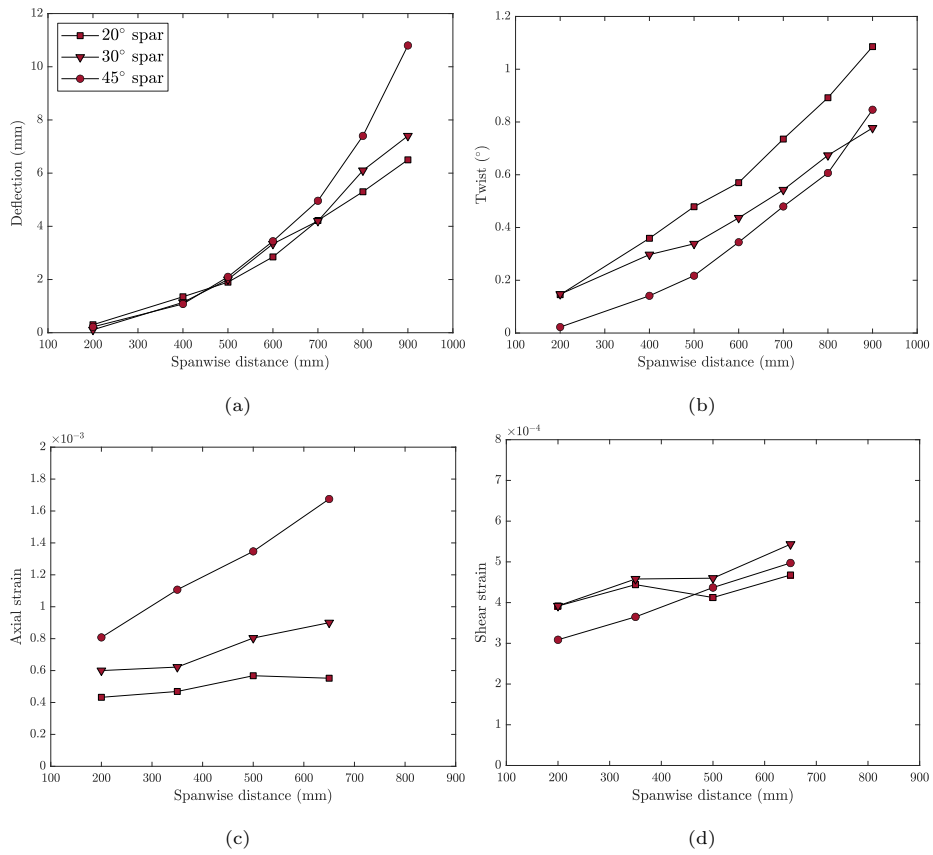 12
10
8
6
4
2
0
Deflection (mm)
20° spar
30° spar
45° spar
100 200 300 400 500 600 700 800 900 1000
Spanwise distance (mm)
(a)
1.2
1
0.8
0.6
0.4
0.2
0
Twist (°)
100 200 300 400 500 600 700 800 900 1000
Spanwise distance (mm)
(b)
×10⁻³
2
1.8
1.6
1.4
1.2
1
0.8
0.6
0.4
0.2
0
Axial strain
100 200 300 400 500 600 700 800 900
Spanwise distance (mm)
(c)
×10⁻⁴
8
7
6
5
4
3
2
1
0
Shear strain
100 200 300 400 500 600 700 800 900
Spanwise distance (mm)
(d)